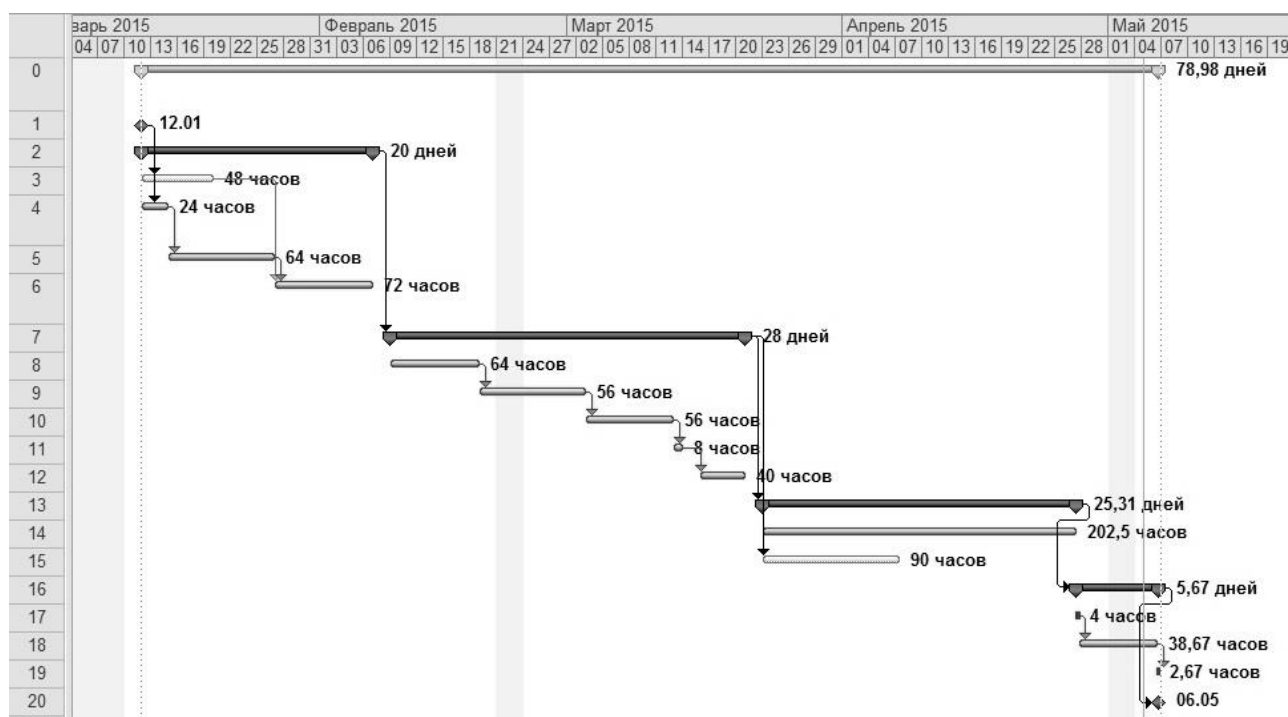 варь 2015 Февраль 2015 Март 2015 Апрель 2015 Май 2015
04 07 10 13 16 19 22 25 28 31 03 06 09 12 15 18 21 24 27 02 05 08 11 14 17 20 23 26 29 01 04 07 10 13 16 19 22 25 28 01 04 07 10 13 16 19
0 78,98 дней
1 12.01
2 20 дней
3 48 часов
4 24 часов
5 64 часов
6 72 часов
7 28 дней
8 64 часов
9 56 часов
10 56 часов
11 8 часов
12 40 часов
13 25,31 дней
14 202,5 часов
15 90 часов
16 5,67 дней
17 4 часов
18 38,67 часов
19 2,67 часов
20 06.05